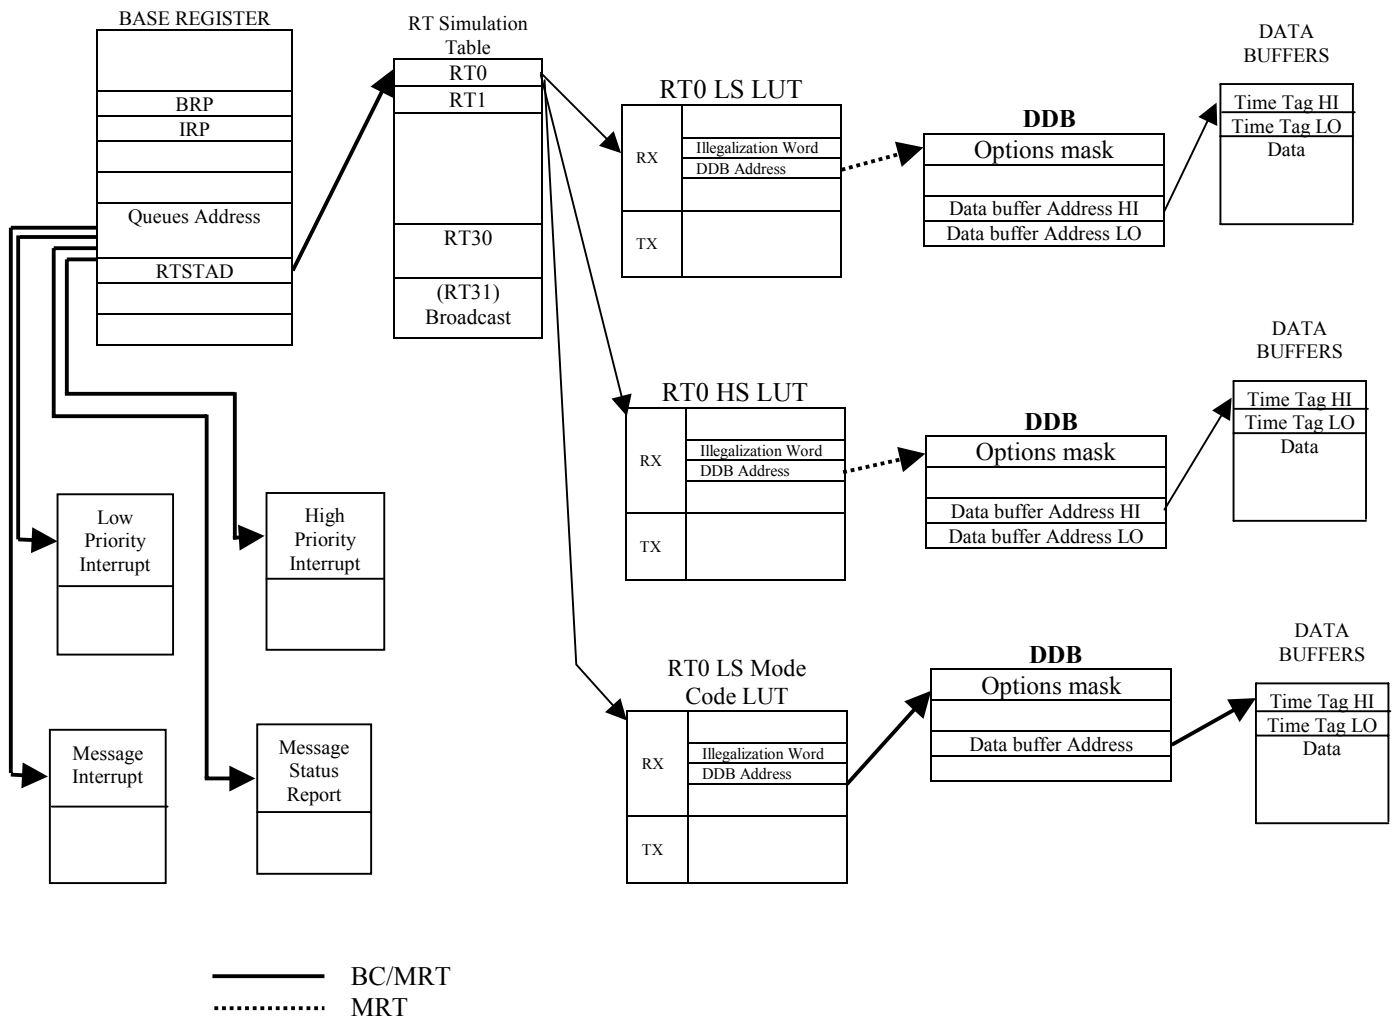 BASE REGISTER
BRP
IRP
Queues Address
RTSTAD
RT Simulation
Table
RT0
RT1
RT30
(RT31)
Broadcast
RT0 LS LUT
RX
Illegalization Word
DDB Address
TX
DDB
Options mask
Data buffer Address HI
Data buffer Address LO
DATA
BUFFERS
Time Tag HI
Time Tag LO
Data
RT0 HS LUT
RX
Illegalization Word
DDB Address
TX
DDB
Options mask
Data buffer Address HI
Data buffer Address LO
DATA
BUFFERS
Time Tag HI
Time Tag LO
Data
Low
Priority
Interrupt
High
Priority
Interrupt
Message
Interrupt
Message
Status
Report
RT0 LS Mode
Code LUT
RX
Illegalization Word
DDB Address
TX
DDB
Options mask
Data buffer Address
DATA
BUFFERS
Time Tag HI
Time Tag LO
Data
BC/MRT
MRT